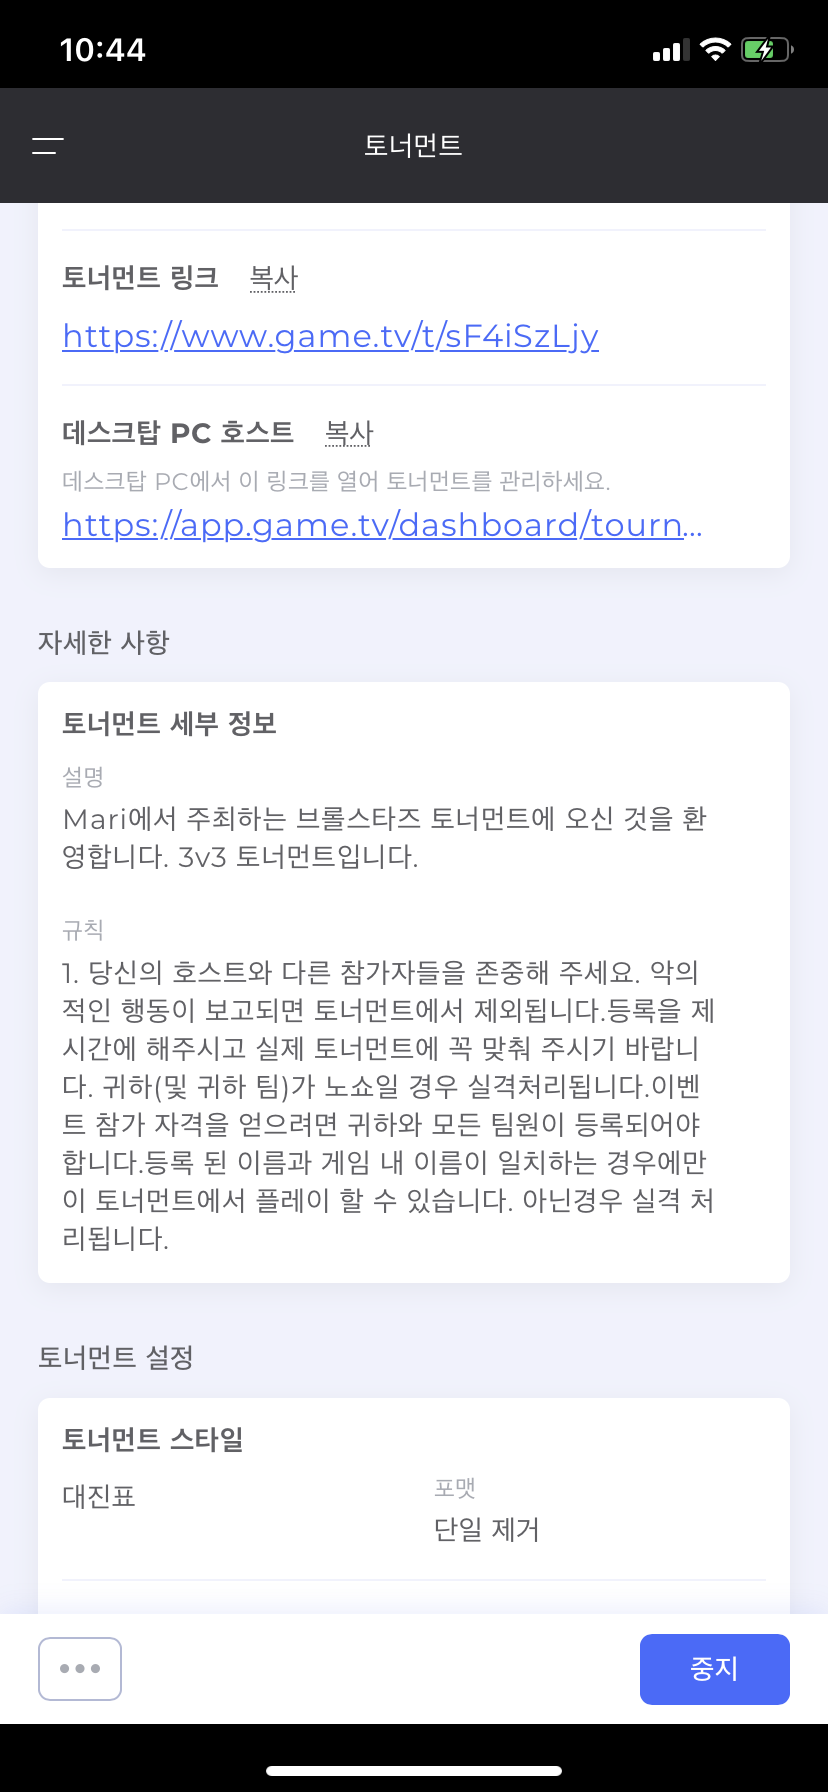 10:44
토너먼트
토너먼트 링크 복사
https://www.game.tv/t/sF4iSzLjy
데스크탑 PC 호스트 복사
데스크탑 PC에서 이 링크를 열어 토너먼트를 관리하세요.
https://app.game.tv/dashboard/tourn...
자세한 사항
토너먼트 세부 정보
설명
Mari에서 주최하는 브롤스타즈 토너먼트에 오신 것을 환
영합니다. 3v3 토너먼트입니다.
규칙
1. 당신의 호스트와 다른 참가자들을 존중해 주세요. 악의
적인 행동이 보고되면 토너먼트에서 제외됩니다.등록을 제
시간에 해주시고 실제 토너먼트에 꼭 맞춰 주시기 바랍니
다. 귀하(및 귀하 팀)가 노쇼일 경우 실격처리됩니다.이벤
트 참가 자격을 얻으려면 귀하와 모든 팀원이 등록되어야
합니다.등록 된 이름과 게임 내 이름이 일치하는 경우에만
이 토너먼트에서 플레이 할 수 있습니다. 아닌경우 실격 처
리됩니다.
토너먼트 설정
토너먼트 스타일
대진표
포맷
단일 제거
중지